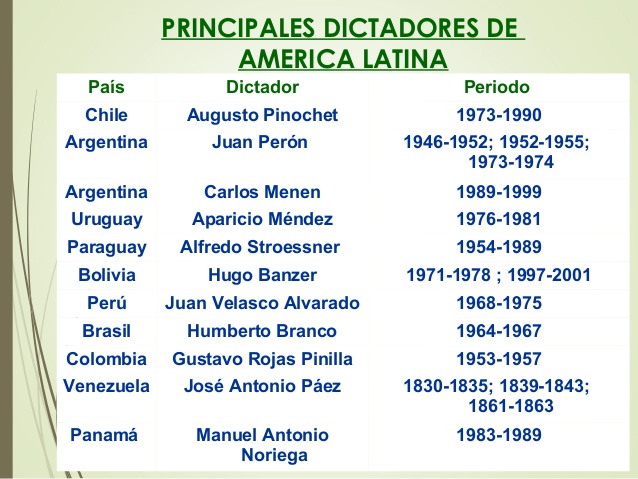 PRINCIPALES DICTADORES DE
AMERICA LATINA
País Dictador Periodo
Chile Augusto Pinochet 1973-1990
Argentina Juan Perón 1946-1952; 1952-1955;
1973-1974
Argentina Carlos Menen 1989-1999
Uruguay Aparicio Méndez 1976-1981
Paraguay Alfredo Stroessner 1954-1989
Bolivia Hugo Banzer 1971-1978 ; 1997-2001
Perú Juan Velasco Alvarado 1968-1975
Brasil Humberto Branco 1964-1967
Colombia Gustavo Rojas Pinilla 1953-1957
Venezuela José Antonio Páez 1830-1835; 1839-1843;
1861-1863
Panamá Manuel Antonio 1983-1989
Noriega